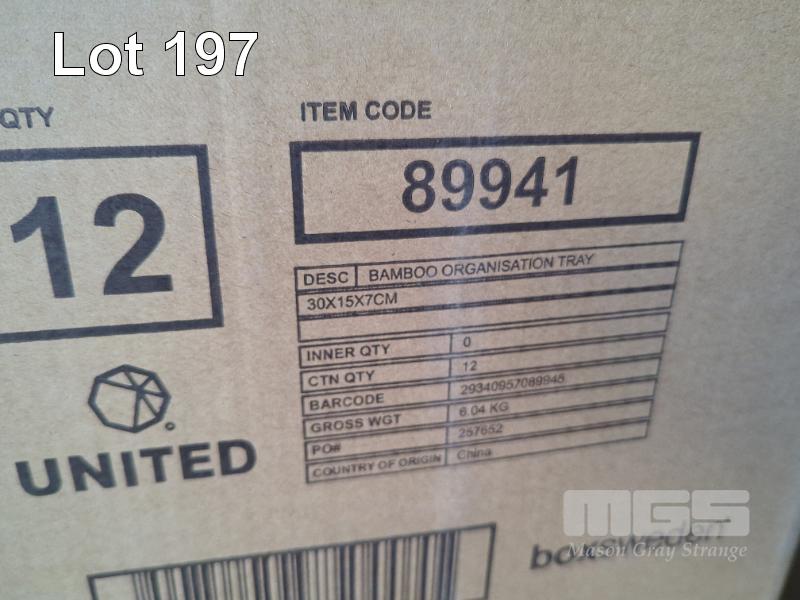 Lot 197
QTY
12
ITEM CODE
89941
DESC BAMBOO ORGANISATION TRAY
30X15X7CM
INNER QTY 0
CTN QTY 12
BARCODE 29340957089945
GROSS WGT 6.04 KG
PO# 257652
COUNTRY OF ORIGIN China
UNITED
boxsweden
MGS
Mason Gray Strange